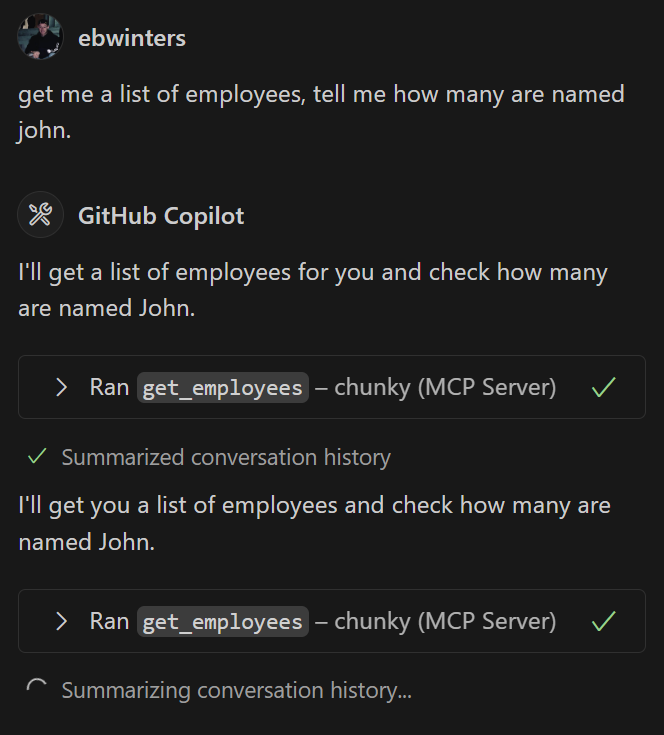 ebwinters
get me a list of employees, tell me how many are named
john.
GitHub Copilot
I'll get a list of employees for you and check how many
are named John.
Ran get_employees – chunky (MCP Server)
Summarized conversation history
I'll get you a list of employees and check how many are
named John.
Ran get_employees – chunky (MCP Server)
Summarizing conversation history...